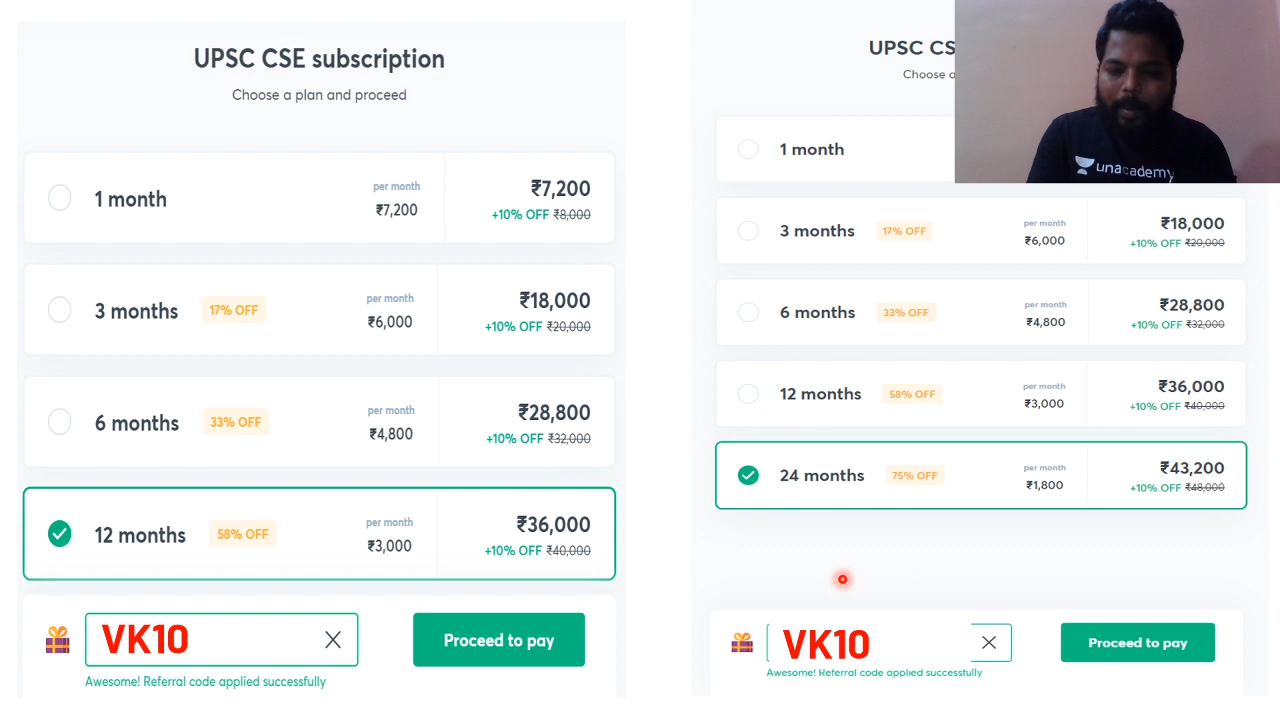 UPSC CSE subscription
Choose a plan and proceed
1 month
per month
₹7,200
₹7,200
+10% OFF ₹8,000
3 months
17% OFF
per month
₹6,000
₹18,000
+10% OFF ₹20,000
6 months
33% OFF
per month
₹4,800
₹28,800
+10% OFF ₹32,000
12 months
58% OFF
per month
₹3,000
₹36,000
+10% OFF ₹40,000
VK10
Proceed to pay
Awesome! Referral code applied successfully
UPSC CS
Choose a
1 month
3 months
17% OFF
per month
₹6,000
₹18,000
+10% OFF ₹20,000
6 months
33% OFF
per month
₹4,800
₹28,800
+10% OFF ₹32,000
12 months
58% OFF
per month
₹3,000
₹36,000
+10% OFF ₹40,000
24 months
75% OFF
per month
₹1,800
₹43,200
+10% OFF ₹48,000
VK10
Proceed to pay
Awesome! Referral code applied successfully
unacademy